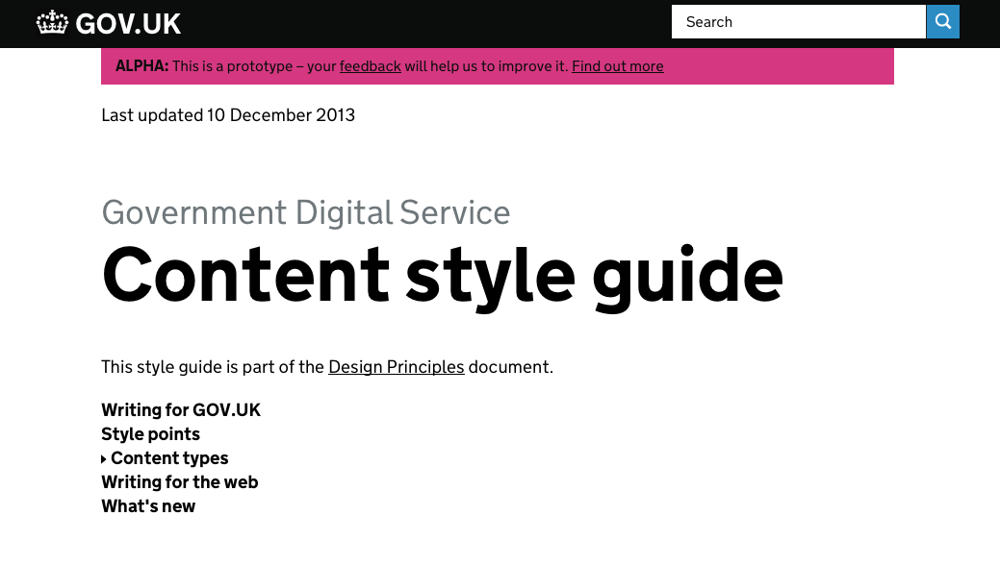 GOV.UK
Search
ALPHA: This is a prototype – your feedback will help us to improve it. Find out more
Last updated 10 December 2013
Government Digital Service
Content style guide
This style guide is part of the Design Principles document.
Writing for GOV.UK
Style points
Content types
Writing for the web
What's new